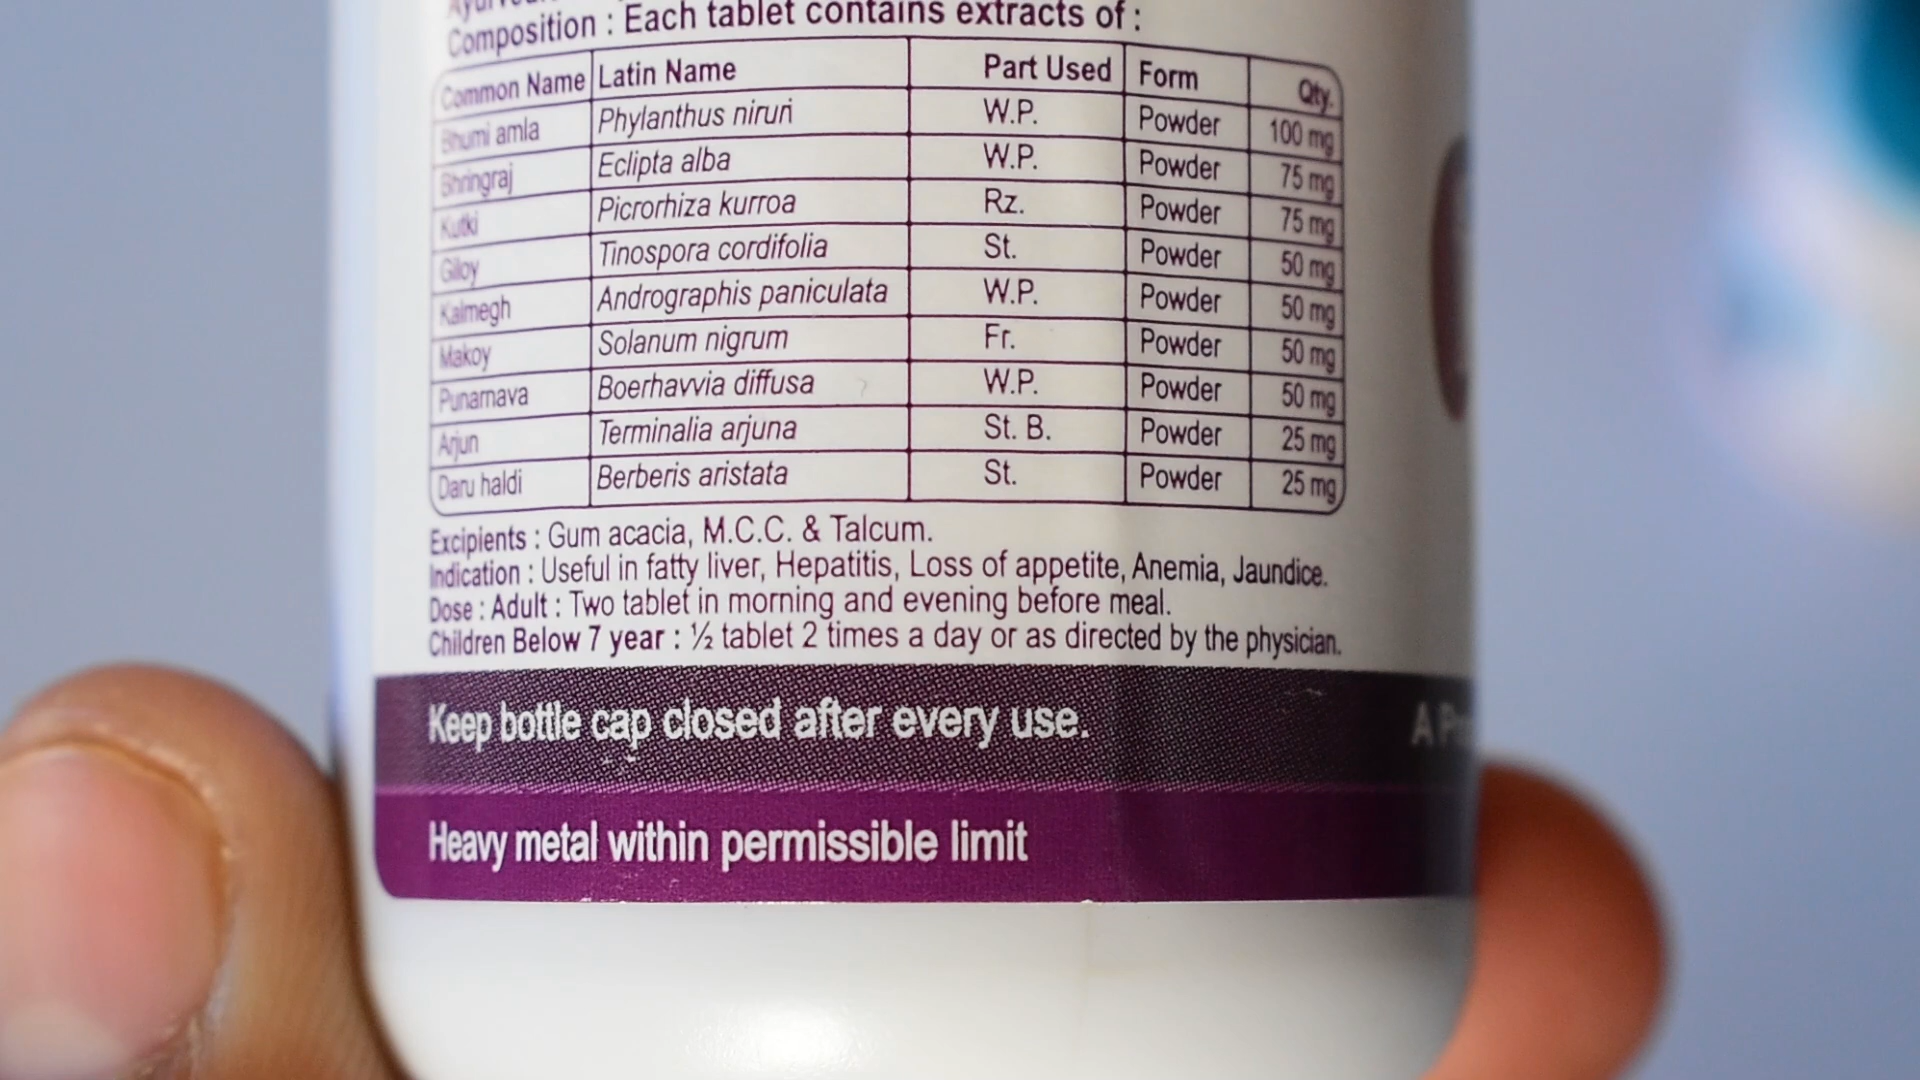 Composition : Each tablet contains extracts of :
Common Name Latin Name Part Used Form Qty.
Bhumi amla Phylanthus niruri W.P. Powder 100 mg
Bhringraj Eclipta alba W.P. Powder 75 mg
Kutki Picrorhiza kurroa Rz. Powder 75 mg
Giloy Tinospora cordifolia St. Powder 50 mg
Kalmegh Andrographis paniculata W.P. Powder 50 mg
Makoy Solanum nigrum Fr. Powder 50 mg
Punarnava Boerhavvia diffusa W.P. Powder 50 mg
Arjun Terminalia arjuna St. B. Powder 25 mg
Daru haldi Berberis aristata St. Powder 25 mg
Excipients : Gum acacia, M.C.C. & Talcum.
Indication : Useful in fatty liver, Hepatitis, Loss of appetite, Anemia, Jaundice.
Dose : Adult : Two tablet in morning and evening before meal.
Children Below 7 year : ½ tablet 2 times a day or as directed by the physician.
Keep bottle cap closed after every use.
A
Heavy metal within permissible limit